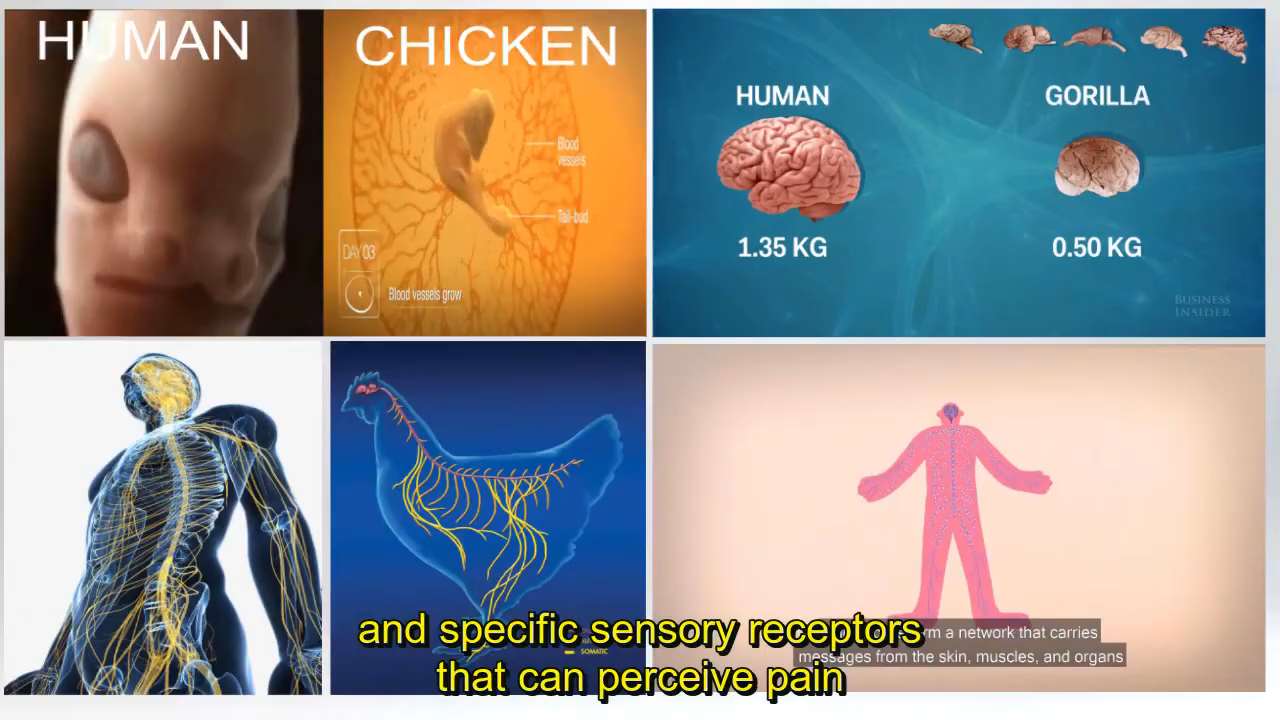 HUMAN
CHICKEN
Blood
vessels
Tail-bud
DAY 03
Blood vessels grow
HUMAN
GORILLA
1.35 KG
0.50 KG
BUSINESS
INSIDER
SOMATIC
a network that carries
messages from the skin, muscles, and organs
and specific sensory receptors
that can perceive pain